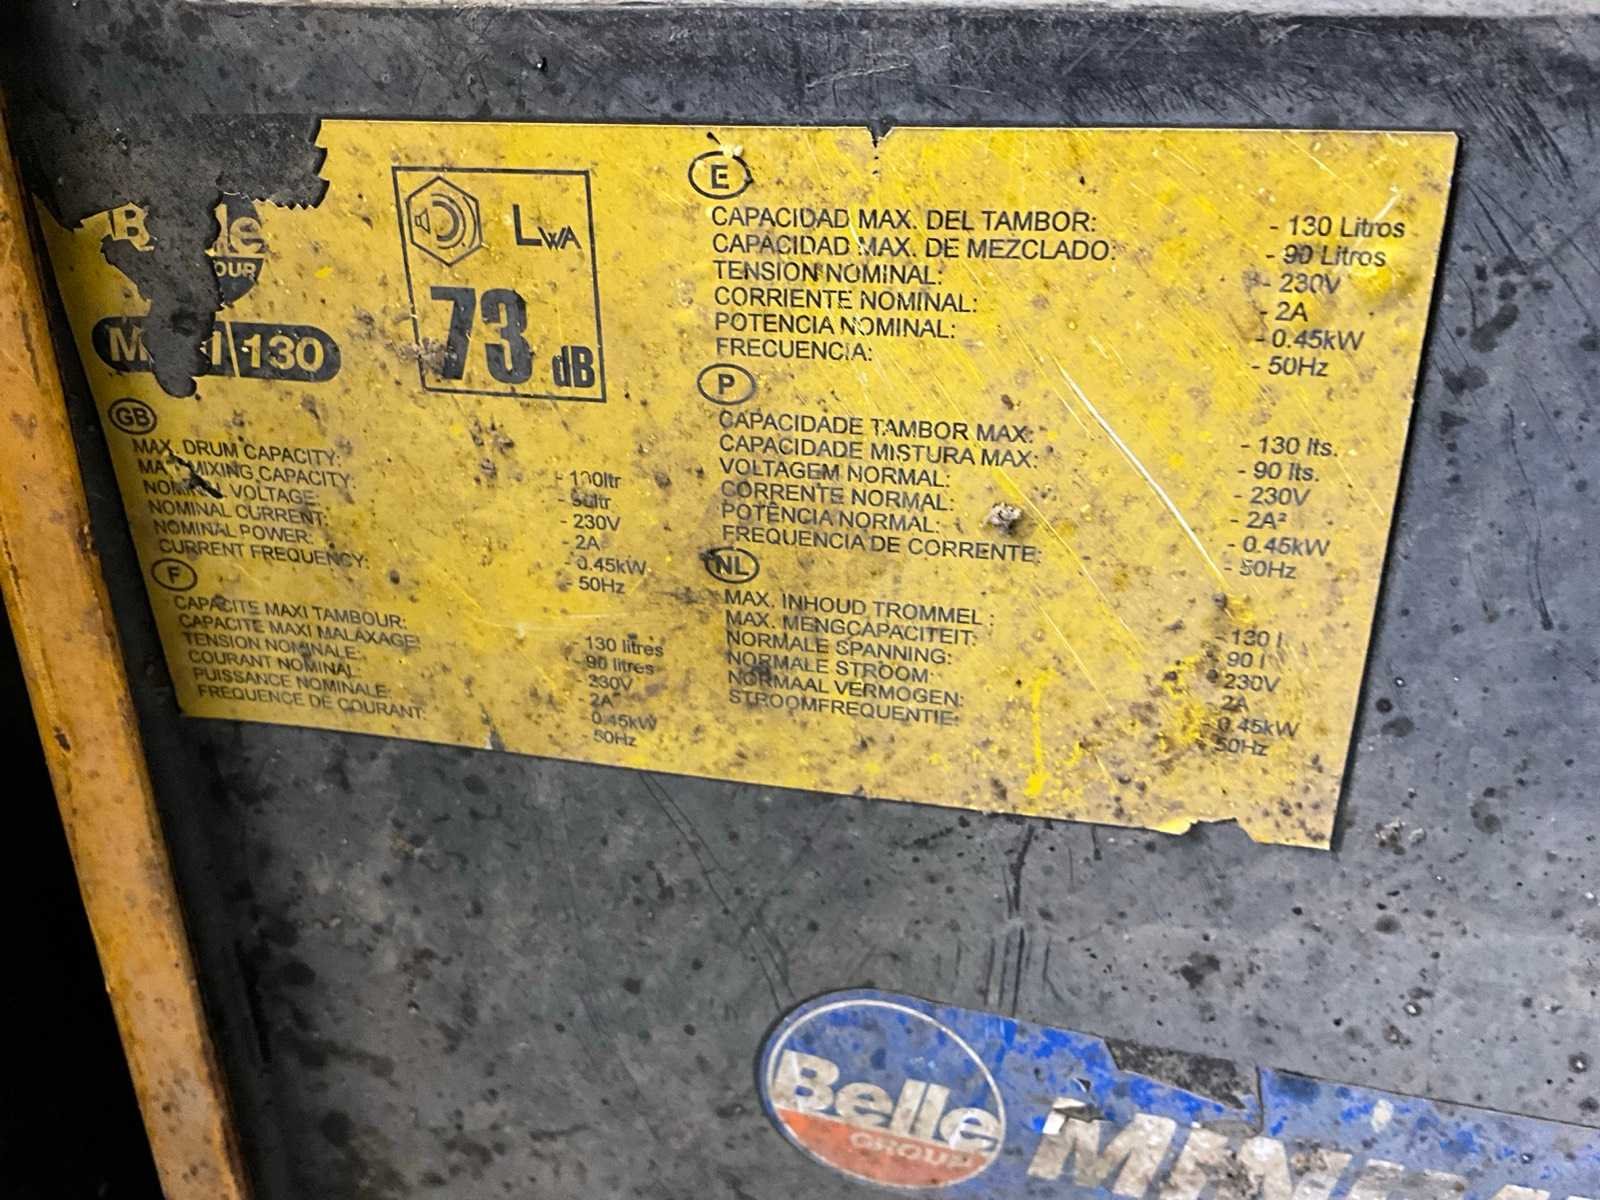 LWA
73 dB
130
GB
MAX. DRUM CAPACITY:
MIXING CAPACITY:
NOMINAL VOLTAGE: - 230V
NOMINAL CURRENT: - 2A
NOMINAL POWER: - 0.45kW
CURRENT FREQUENCY: - 50Hz
F
CAPACITE MAXI TAMBOUR: 130 litres
CAPACITE MAXI MALAXAGE: 90 litres
TENSION NOMINALE: - 230V
COURANT NOMINAL: - 2A
PUISSANCE NOMINALE: - 0.45kW
FREQUENCE DE COURANT: - 50Hz
E
CAPACIDAD MAX. DEL TAMBOR: - 130 Litros
CAPACIDAD MAX. DE MEZCLADO: - 90 Litros
TENSION NOMINAL: - 230V
CORRIENTE NOMINAL: - 2A
POTENCIA NOMINAL: - 0.45kW
FRECUENCIA: - 50Hz
P
CAPACIDADE TAMBOR MAX: - 130 lts.
CAPACIDADE MISTURA MAX: - 90 lts.
VOLTAGEM NORMAL: - 230V
CORRENTE NORMAL: - 2A²
POTÊNCIA NORMAL: - 0.45kW
FREQUENCIA DE CORRENTE: - 50Hz
NL
MAX. INHOUD TROMMEL : - 130 l
MAX. MENGCAPACITEIT: 90 l
NORMALE SPANNING: 230V
NORMALE STROOM: 2A
NORMAAL VERMOGEN: - 0.45kW
STROOMFREQUENTIE: 50Hz
Belle
GROUP